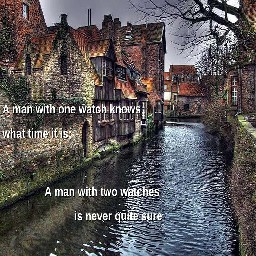 A man with one watch knows
what time it is;
A man with two watches
is never quite sure